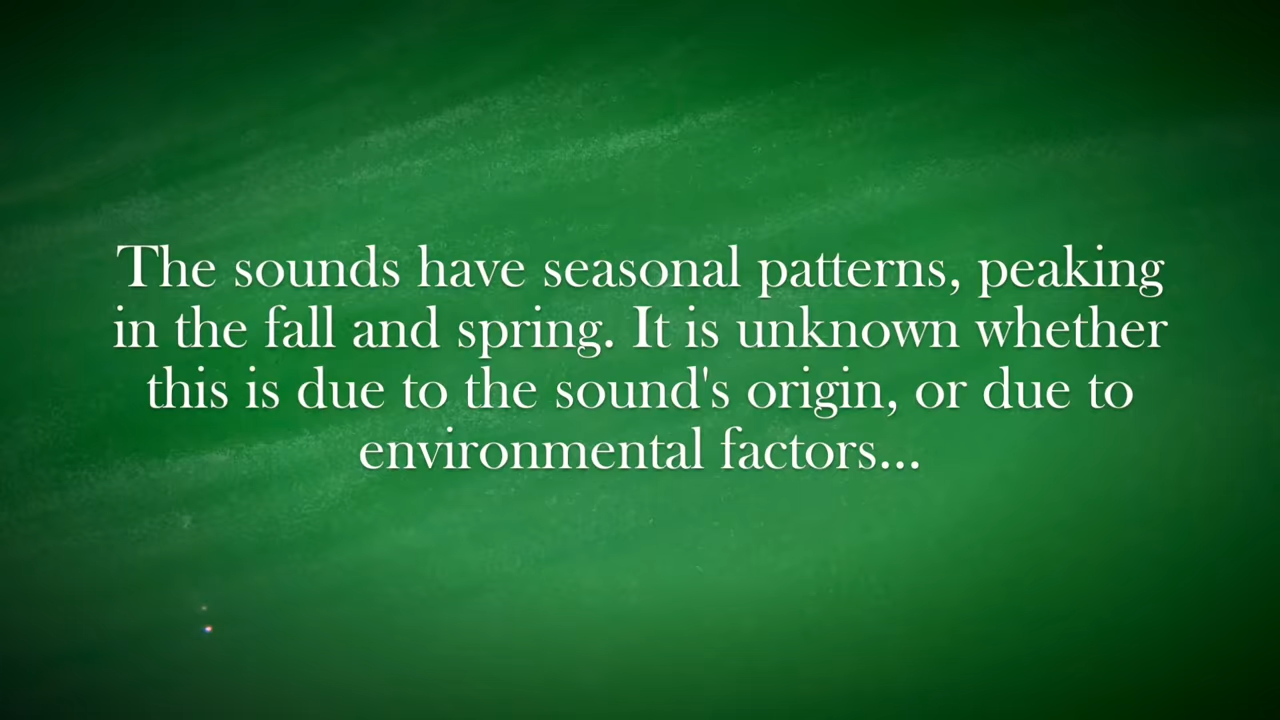 The sounds have seasonal patterns, peaking
in the fall and spring. It is unknown whether
this is due to the sound's origin, or due to
environmental factors...